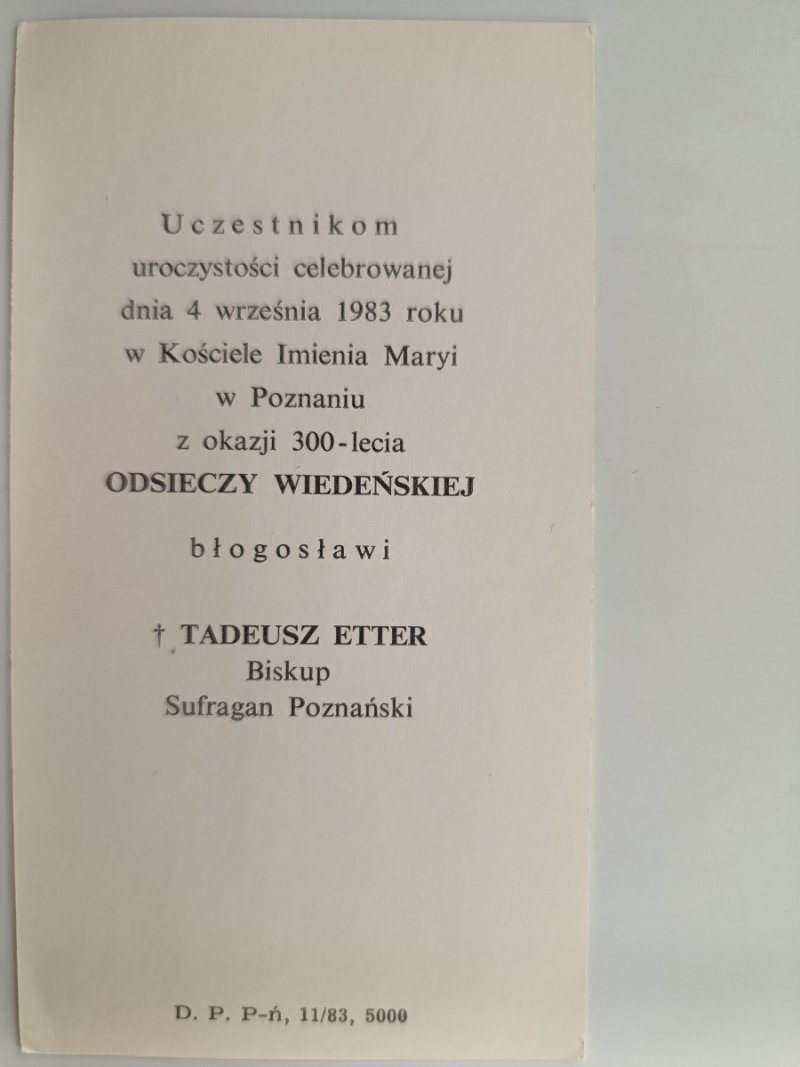 Uczestnikom
uroczystości celebrowanej
dnia 4 września 1983 roku
w Kościele Imienia Maryi
w Poznaniu
z okazji 300-lecia
ODSIECZY WIEDEŃSKIEJ
błogosławi
† TADEUSZ ETTER
Biskup
Sufragan Poznański
D. P. P-ń, 11/83, 5000